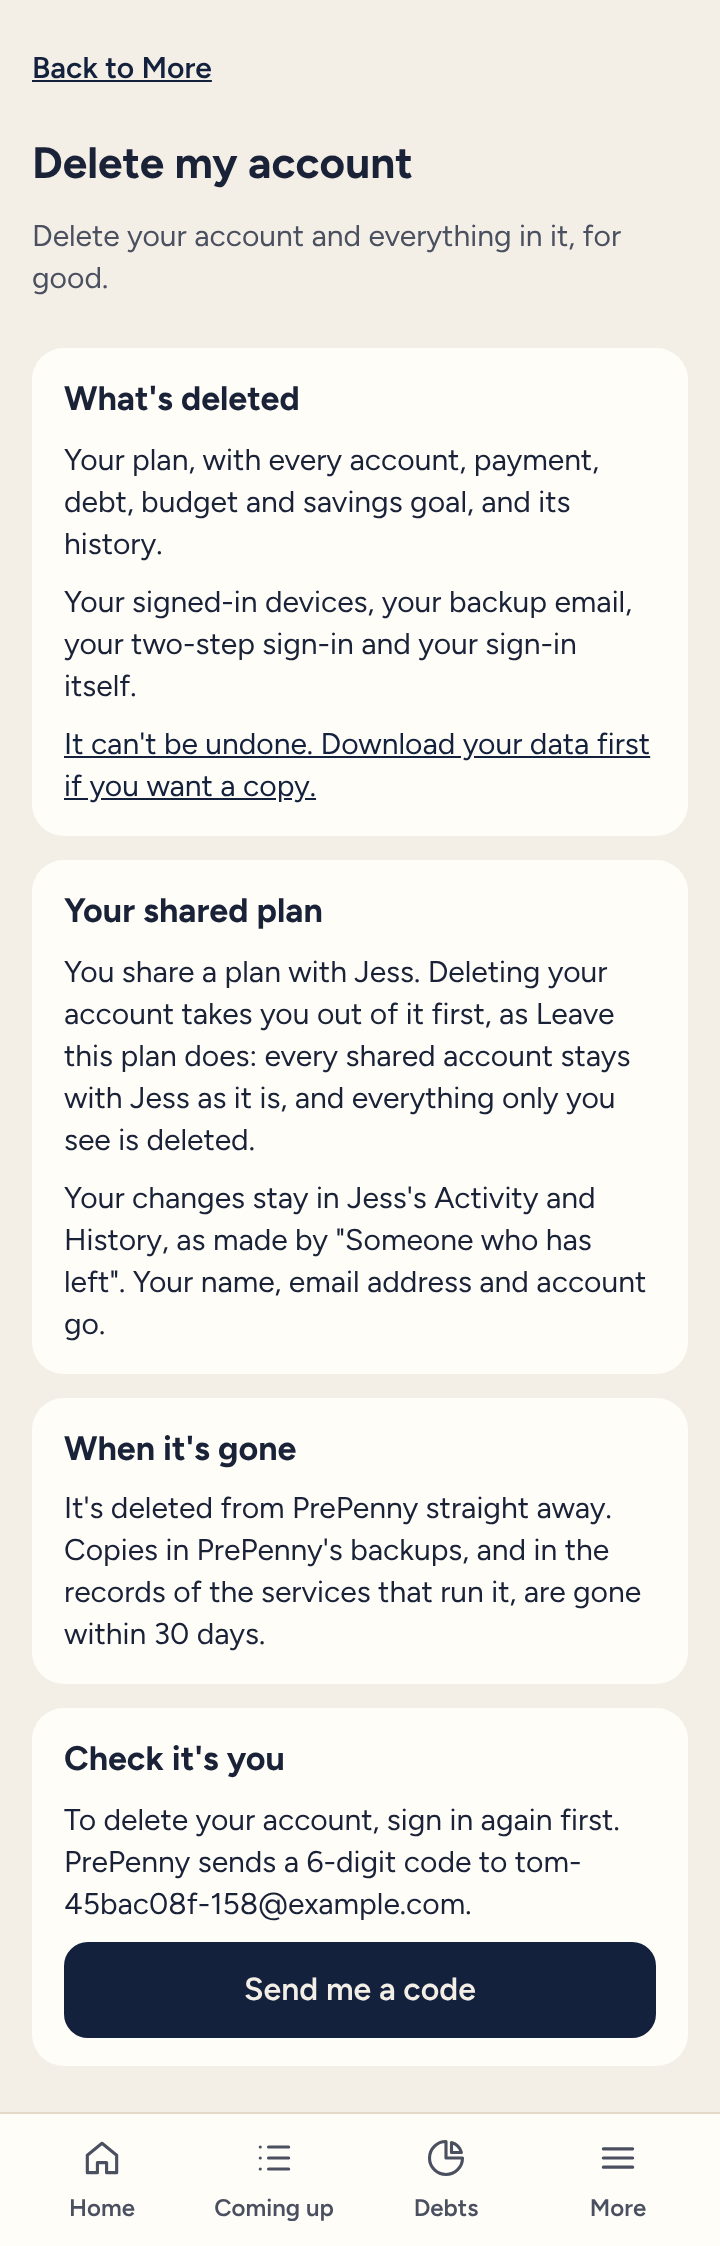 Back to More
Delete my account
Delete your account and everything in it, for
good.
What's deleted
Your plan, with every account, payment,
debt, budget and savings goal, and its
history.
Your signed-in devices, your backup email,
your two-step sign-in and your sign-in
itself.
It can't be undone. Download your data first
if you want a copy.
Your shared plan
You share a plan with Jess. Deleting your
account takes you out of it first, as Leave
this plan does: every shared account stays
with Jess as it is, and everything only you
see is deleted.
Your changes stay in Jess's Activity and
History, as made by "Someone who has
left". Your name, email address and account
go.
When it's gone
It's deleted from PrePenny straight away.
Copies in PrePenny's backups, and in the
records of the services that run it, are gone
within 30 days.
Check it's you
To delete your account, sign in again first.
PrePenny sends a 6-digit code to tom-
45bac08f-158@example.com.
Send me a code
Home
Coming up
Debts
More